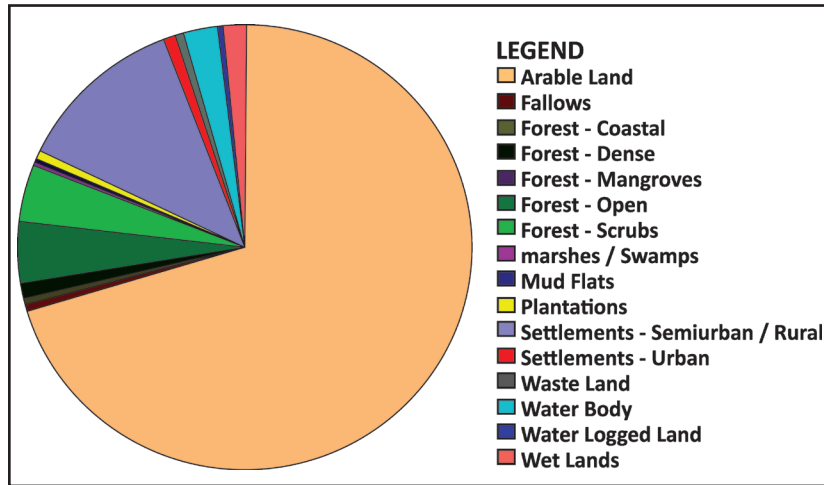 LEGEND
Arable Land
Fallows
Forest - Coastal
Forest - Dense
Forest - Mangroves
Forest - Open
Forest - Scrubs
marshes / Swamps
Mud Flats
Plantations
Settlements - Semiurban / Rural
Settlements - Urban
Waste Land
Water Body
Water Logged Land
Wet Lands